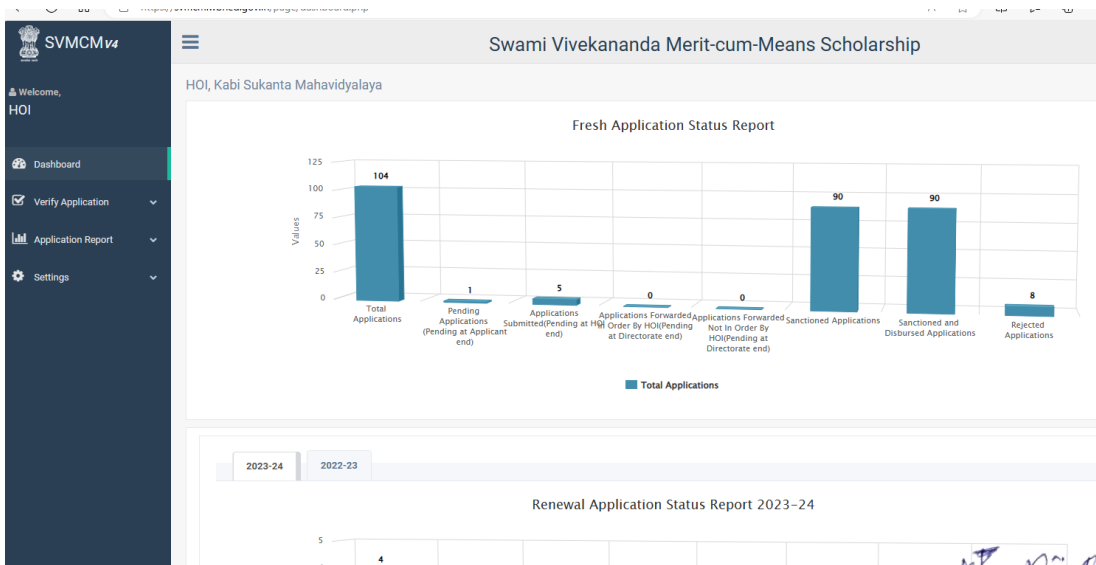 SVMCM V4
Swami Vivekananda Merit-cum-Means Scholarship
Welcome,
HOI
Dashboard
Verify Application
Application Report
Settings
HOI, Kabi Sukanta Mahavidyalaya
Fresh Application Status Report
Values
125
100
75
50
25
0
104
1
5
0
0
90
90
8
Total
Applications
Pending
Applications
(Pending at Applicant
end)
Applications
Submitted(Pending at HOI
end)
Applications Forwarded
In Order By HOI(Pending
at Directorate end)
Applications Forwarded
Not In Order By
HOI(Pending at
Directorate end)
Sanctioned Applications
Sanctioned and
Disbursed Applications
Rejected
Applications
Total Applications
2023-24
2022-23
Renewal Application Status Report 2023-24
5
4